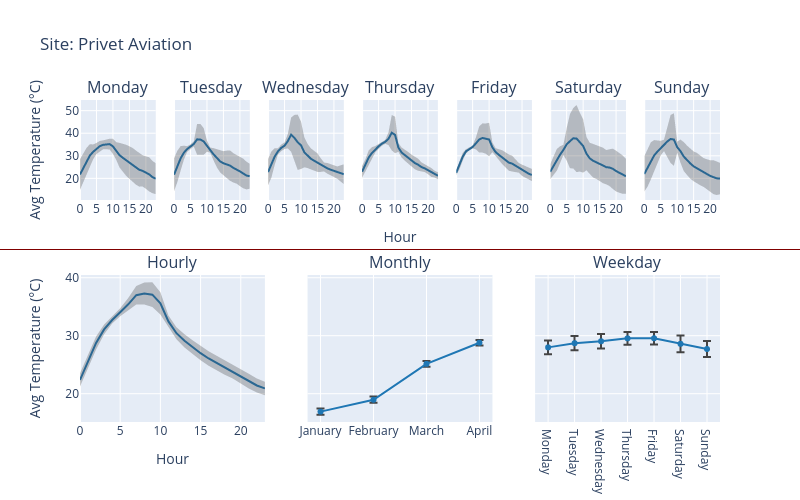 Site: Privet Aviation
Monday Tuesday Wednesday Thursday Friday Saturday Sunday
Avg Temperature (°C)
50
40
30
20
0 5 10 15 20 0 5 10 15 20 0 5 10 15 20 0 5 10 15 20 0 5 10 15 20 0 5 10 15 20 0 5 10 15 20
Hour
Hourly Monthly Weekday
Avg Temperature (°C)
40
30
20
0 5 10 15 20
Hour
January February March April
Monday
Tuesday
Wednesday
Thursday
Friday
Saturday
Sunday